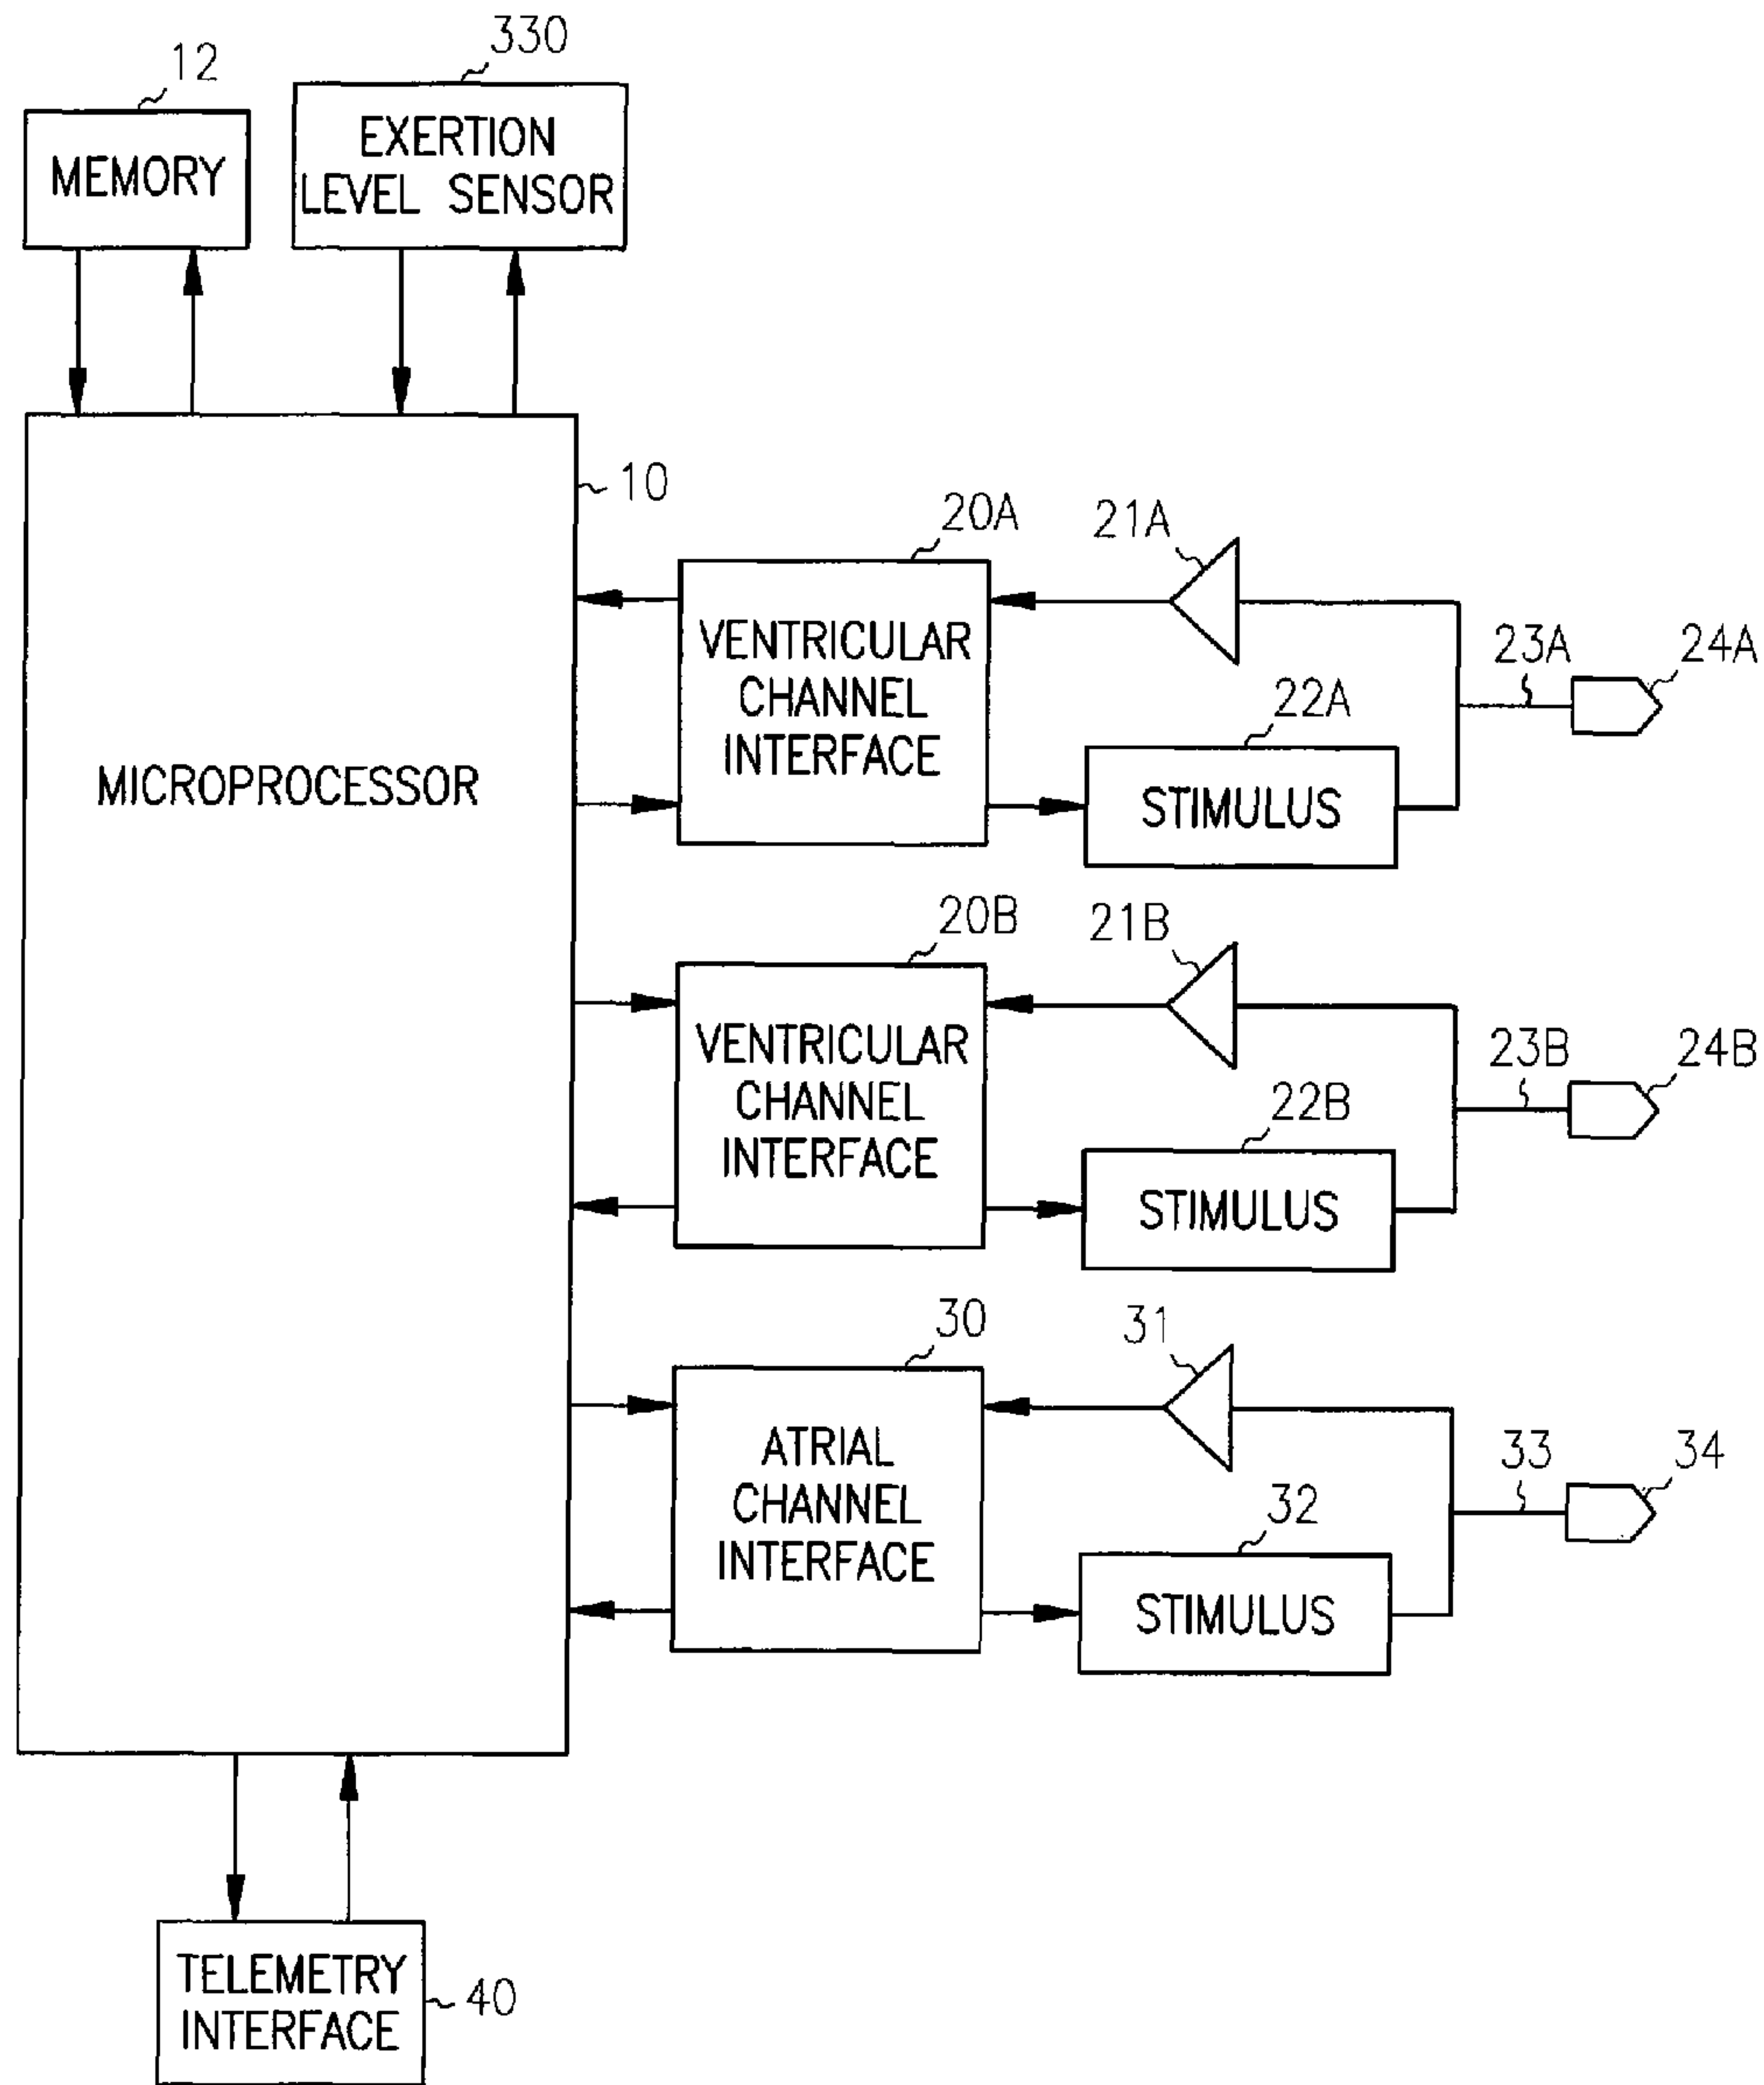 330
12
EXERTION
LEVEL SENSOR
MEMORY
10
20A
21A
VENTRICULAR
CHANNEL
INTERFACE
23A
24A
22A
MICROPROCESSOR
STIMULUS
20B
21B
VENTRICULAR
CHANNEL
INTERFACE
23B
24B
22B
STIMULUS
30
31
ATRIAL
CHANNEL
INTERFACE
33
34
32
STIMULUS
TELEMETRY
INTERFACE
40